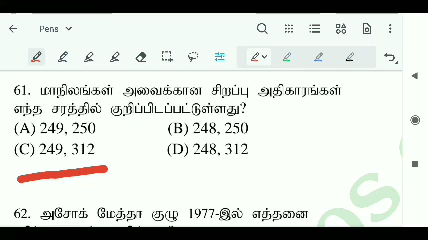 Pens
61. மாநிலங்கள் அவைக்கான சிறப்பு அதிகாரங்கள்
எந்த சரத்தில் குறிப்பிடப்பட்டுள்ளது?
(A) 249, 250 (B) 248, 250
(C) 249, 312 (D) 248, 312
62. அசோக் மேத்தா குழு 1977-இல் எத்தனை